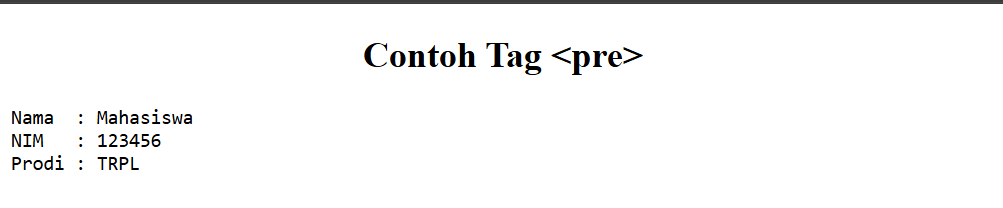 Contoh Tag <pre>
Nama  : Mahasiswa
NIM   : 123456
Prodi : TRPL